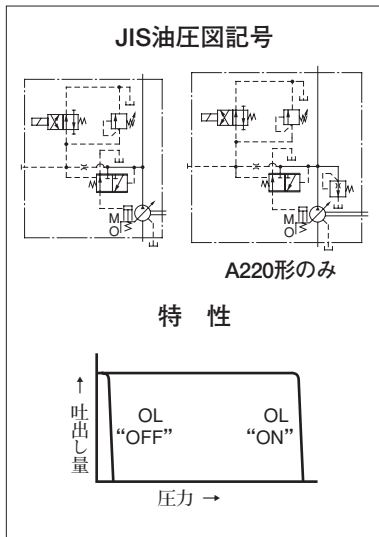 JIS油圧図記号
M
O
M
O
A220形のみ
特 性
↑ 吐出し量
OL
“OFF”
OL
“ON”
圧力 →